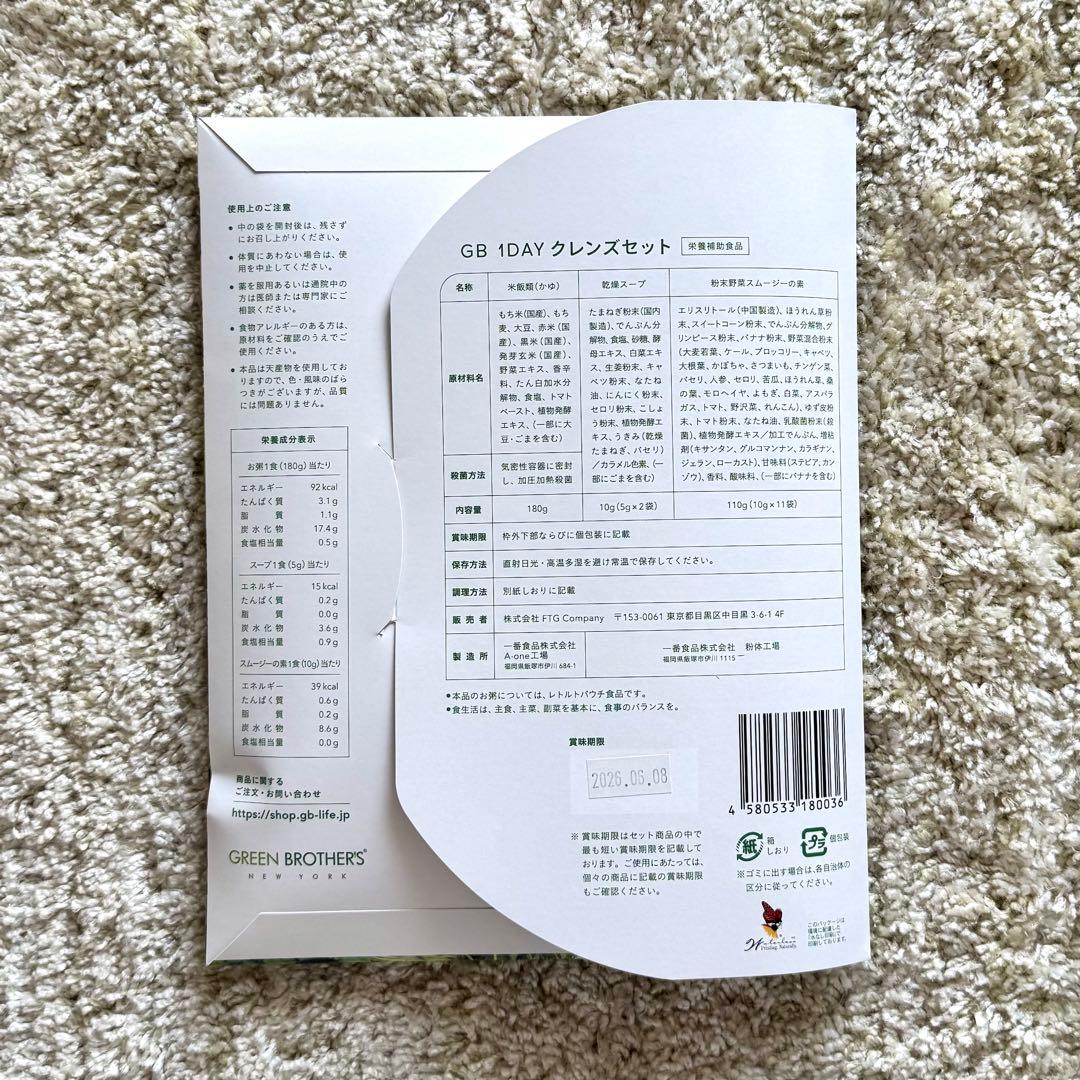 使用上のご注意
● 中の袋を開封後は、残さず
にお召し上がりください。
● 体質にあわない場合は、使
用を中止してください。
● 薬を服用あるいは通院中の
方は医師または専門家にご
相談ください。
● 食物アレルギーのある方は、
原材料をご確認のうえでご
使用ください。
● 本品は天産物を使用してお
りますので、色・風味のばら
つきがございますが、品質
には問題ありません。
栄養成分表示
お粥1食(180g)当たり
エネルギー 92kcal
たんぱく質 3.1g
脂質 1.1g
炭水化物 17.4g
食塩相当量 0.5g
スープ1食(5g)当たり
エネルギー 15kcal
たんぱく質 0.2g
脂質 0.0g
炭水化物 3.6g
食塩相当量 0.9g
スムージーの素1食(10g)当たり
エネルギー 39kcal
たんぱく質 0.6g
脂質 0.2g
炭水化物 8.6g
食塩相当量 0.0g
商品に関する
ご注文・お問い合わせ
https://shop.gb-life.jp
GREEN BROTHER'S®
NEW YORK
GB 1DAY クレンズセット 栄養補助食品
名称 米飯類(かゆ) 乾燥スープ 粉末野菜スムージーの素
原材料名
もち米(国産)、もち
麦、大豆、赤米(国
産)、黒米(国産)、
発芽玄米(国産)、
野菜エキス、香辛
料、たん白加水分
解物、食塩、トマト
ペースト、植物発酵
エキス、(一部に大
豆・ごまを含む)
たまねぎ粉末(国内
製造)、でんぷん分
解物、食塩、砂糖、酵
母エキス、白菜エキ
ス、生姜粉末、キャ
ベツ粉末、なたね
油、にんにく粉末、
セロリ粉末、こしょ
う粉末、植物発酵エ
キス、うきみ(乾燥
たまねぎ、パセリ)
／カラメル色素、(一
部にごまを含む)
エリスリトール(中国製造)、ほうれん草粉
末、スイートコーン粉末、でんぷん分解物、グ
リンピース粉末、バナナ粉末、野菜混合粉末
(大麦若葉、ケール、ブロッコリー、キャベツ、
大根葉、かぼちゃ、さつまいも、チンゲン菜、
パセリ、人参、セロリ、苦瓜、ほうれん草、桑
の葉、モロヘイヤ、よもぎ、白菜、アスパラ
ガス、トマト、野沢菜、れんこん)、ゆず皮粉
末、トマト粉末、なたね油、乳酸菌粉末(殺
菌)、植物発酵エキス／加工でんぷん、増粘
剤(キサンタン、グルコマンナン、カラギナン、
ジェラン、ローカスト)、甘味料(ステビア、カン
ゾウ)、香料、酸味料、(一部にバナナを含む)
殺菌方法
気密性容器に密封
し、加圧加熱殺菌
内容量 180g 10g(5g×2袋) 110g(10g×11袋)
賞味期限 枠外下部ならびに個包装に記載
保存方法 直射日光・高温多湿を避け常温で保存してください。
調理方法 別紙しおりに記載
販売者 株式会社 FTG Company 〒153-0061 東京都目黒区中目黒 3-6-1 4F
製造所
一番食品株式会社
A-one工場
福岡県飯塚市伊川 684-1
一番食品株式会社 粉体工場
福岡県飯塚市伊川 1115
●本品のお粥については、レトルトパウチ食品です。
●食生活は、主食、主菜、副菜を基本に、食事のバランスを。
賞味期限
2026.06.08
4 580533 180036
※ 賞味期限はセット商品の中で
最も短い賞味期限を記載して
おります。ご使用にあたっては、
個々の商品に記載の賞味期限
もご確認ください。
紙
箱
しおり
プラ
個包装
※ゴミに出す場合は、各自治体の
区分に従ってください。
Waterless
Printing. Naturally.
このパッケージは
環境に配慮した
「水なし印刷」で
印刷しております。